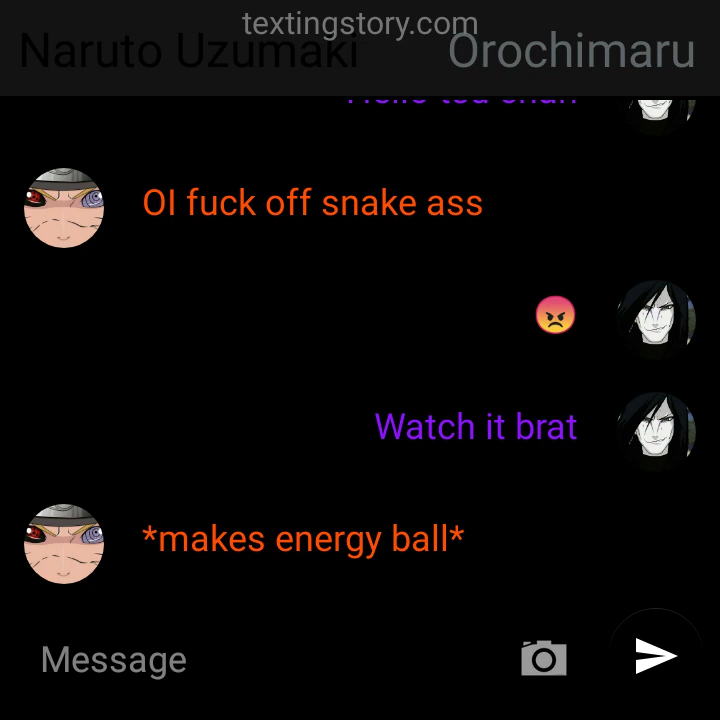 textingstory.com
Naruto Uzumaki Orochimaru
OI fuck off snake ass
😡
Watch it brat
*makes energy ball*
Message